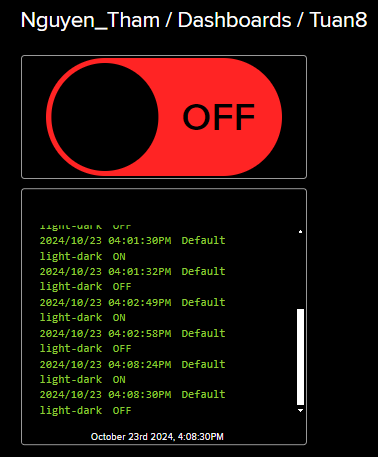 Nguyen_Tham / Dashboards / Tuan8
OFF
light-dark OFF
2024/10/23 04:01:30PM Default
light-dark ON
2024/10/23 04:01:32PM Default
light-dark OFF
2024/10/23 04:02:49PM Default
light-dark ON
2024/10/23 04:02:58PM Default
light-dark OFF
2024/10/23 04:08:24PM Default
light-dark ON
2024/10/23 04:08:30PM Default
light-dark OFF
October 23rd 2024, 4:08:30PM